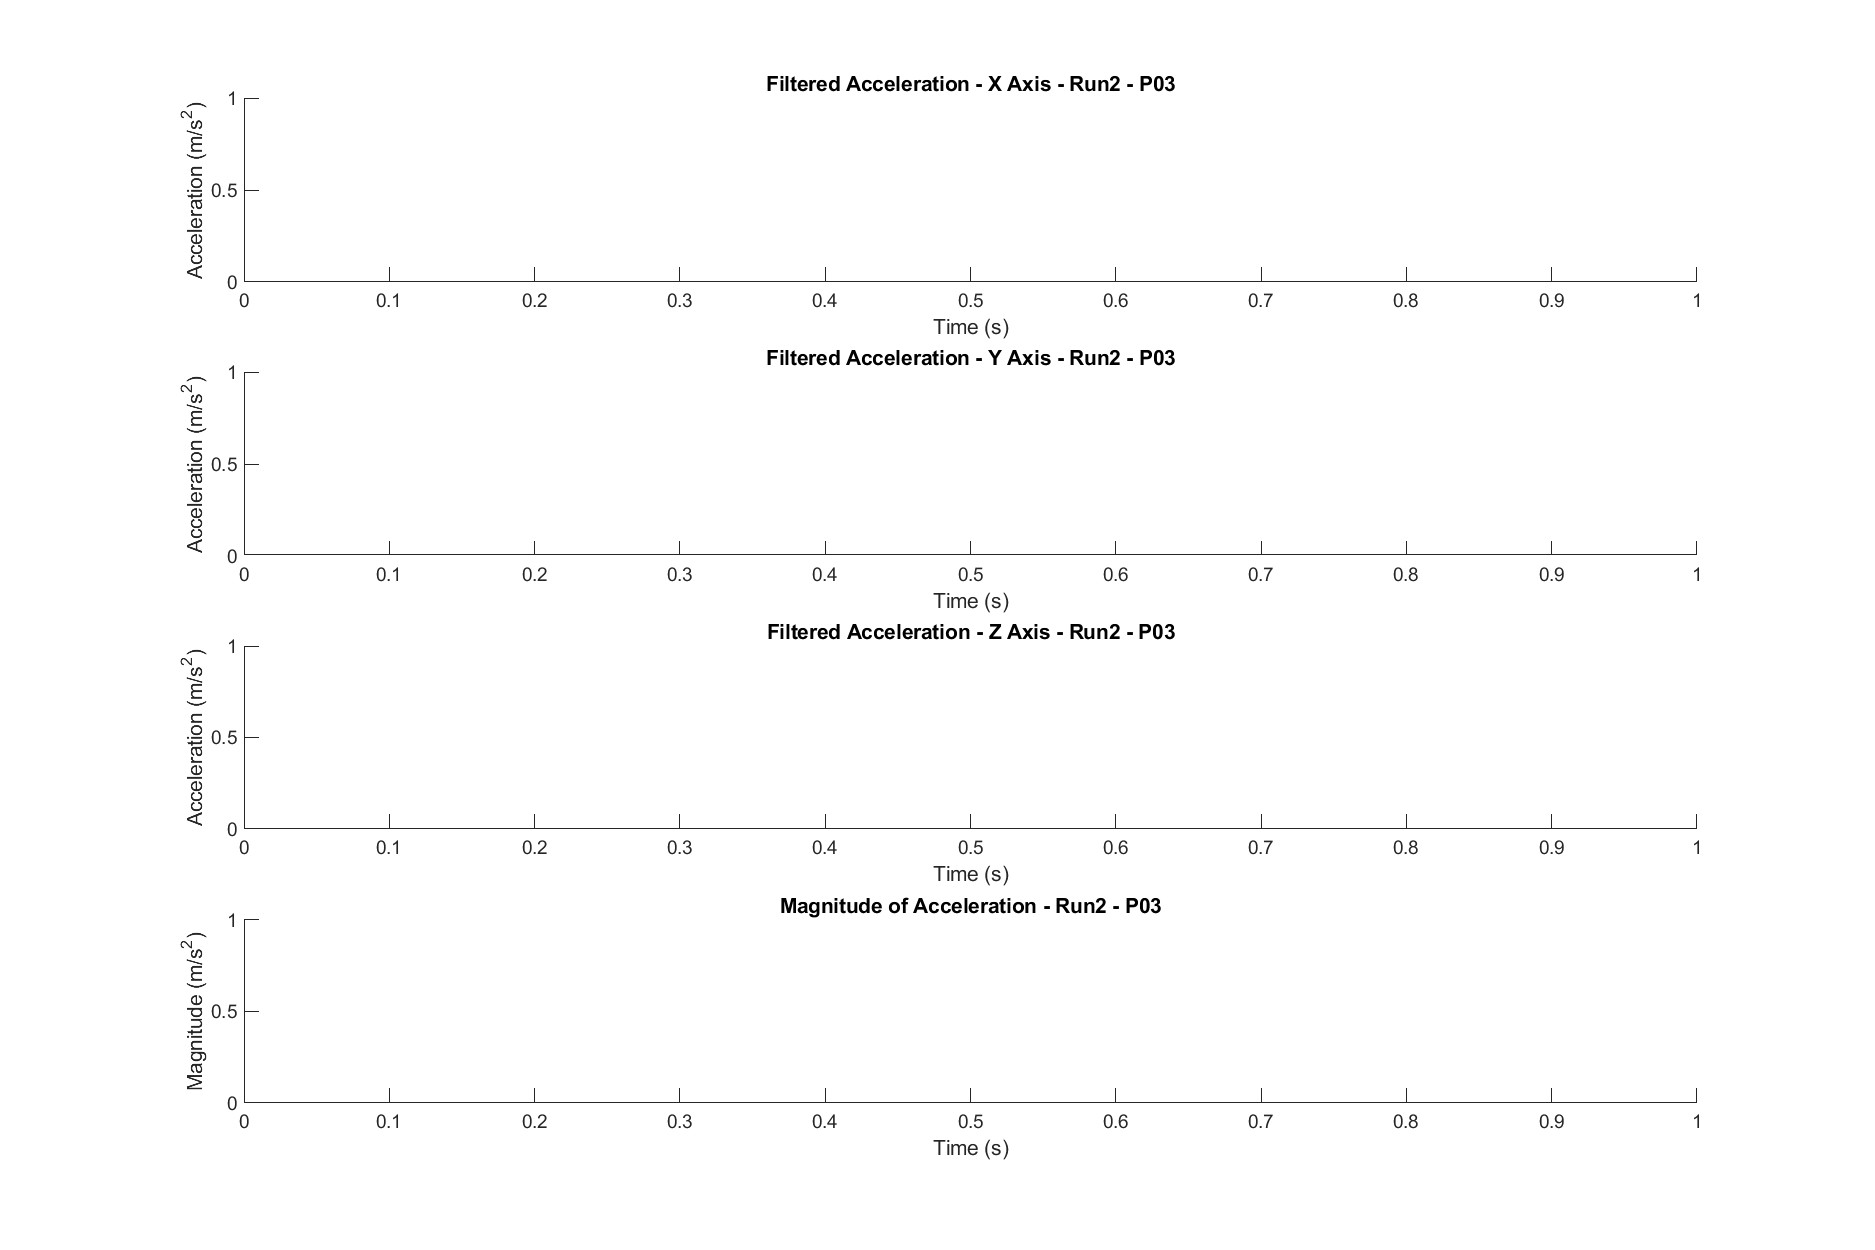 Filtered Acceleration - X Axis - Run2 - P03
Acceleration (m/s²)
1
0.5
0
0 0.1 0.2 0.3 0.4 0.5 0.6 0.7 0.8 0.9 1
Time (s)
Filtered Acceleration - Y Axis - Run2 - P03
Acceleration (m/s²)
1
0.5
0
0 0.1 0.2 0.3 0.4 0.5 0.6 0.7 0.8 0.9 1
Time (s)
Filtered Acceleration - Z Axis - Run2 - P03
Acceleration (m/s²)
1
0.5
0
0 0.1 0.2 0.3 0.4 0.5 0.6 0.7 0.8 0.9 1
Time (s)
Magnitude of Acceleration - Run2 - P03
Magnitude (m/s²)
1
0.5
0
0 0.1 0.2 0.3 0.4 0.5 0.6 0.7 0.8 0.9 1
Time (s)